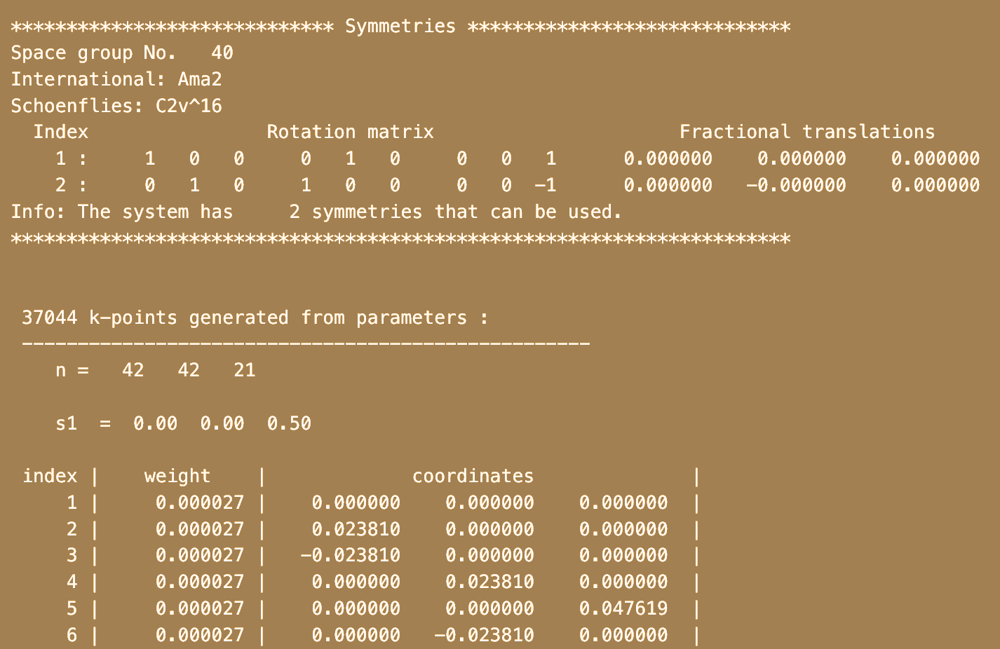 ***************************** Symmetries *****************************
Space group No.   40
International: Ama2
Schoenflies: C2v^16
  Index                Rotation matrix                      Fractional translations
    1 :     1   0   0     0   1   0     0   0   1      0.000000    0.000000    0.000000
    2 :     0   1   0     1   0   0     0   0  -1      0.000000   -0.000000    0.000000
Info: The system has     2 symmetries that can be used.
**********************************************************************
 37044 k-points generated from parameters :
 ---------------------------------------------------
    n =   42   42   21
    s1  =  0.00  0.00  0.50
 index |    weight    |             coordinates              |
     1 |      0.000027 |    0.000000    0.000000    0.000000  |
     2 |      0.000027 |    0.023810    0.000000    0.000000  |
     3 |      0.000027 |   -0.023810    0.000000    0.000000  |
     4 |      0.000027 |    0.000000    0.023810    0.000000  |
     5 |      0.000027 |    0.000000    0.000000    0.047619  |
     6 |      0.000027 |    0.000000   -0.023810    0.000000  |